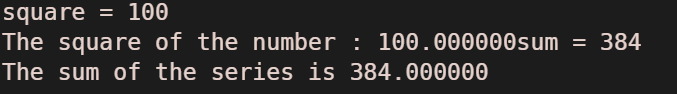 square = 100
The square of the number : 100.000000sum = 384
The sum of the series is 384.000000